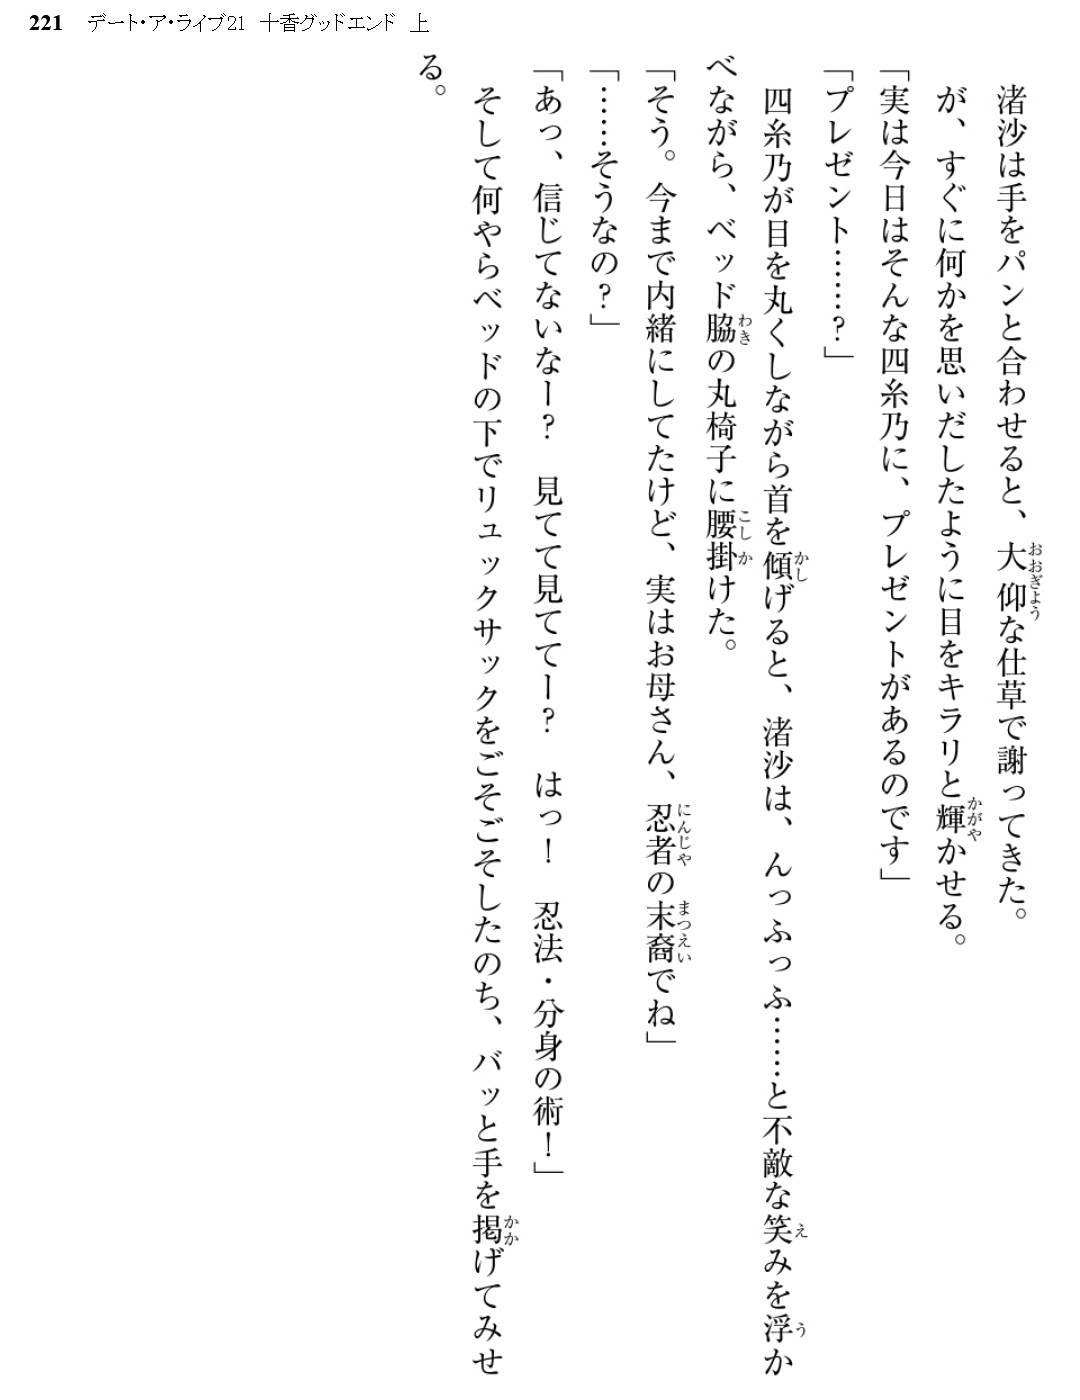 221 デート・ア・ライブ21 十香グッドエンド 上
渚沙は手をパンと合わせると、大仰な仕草で謝ってきた。
が、すぐに何かを思いだしたように目をキラリと輝かせる。
「実は今日はそんな四糸乃に、プレゼントがあるのです」
「プレゼント……?」
四糸乃が目を丸くしながら首を傾げると、渚沙は、んっふっふ……と不敵な笑みを浮か
べながら、ベッド脇の丸椅子に腰掛けた。
「そう。今まで内緒にしてたけど、実はお母さん、忍者の末裔でね」
「……そうなの?」
「あっ、信じてないなー? 見てて見ててー? はっ! 忍法・分身の術!」
そして何やらベッドの下でリュックサックをごそごそしたのち、バッと手を掲げてみせ
る。